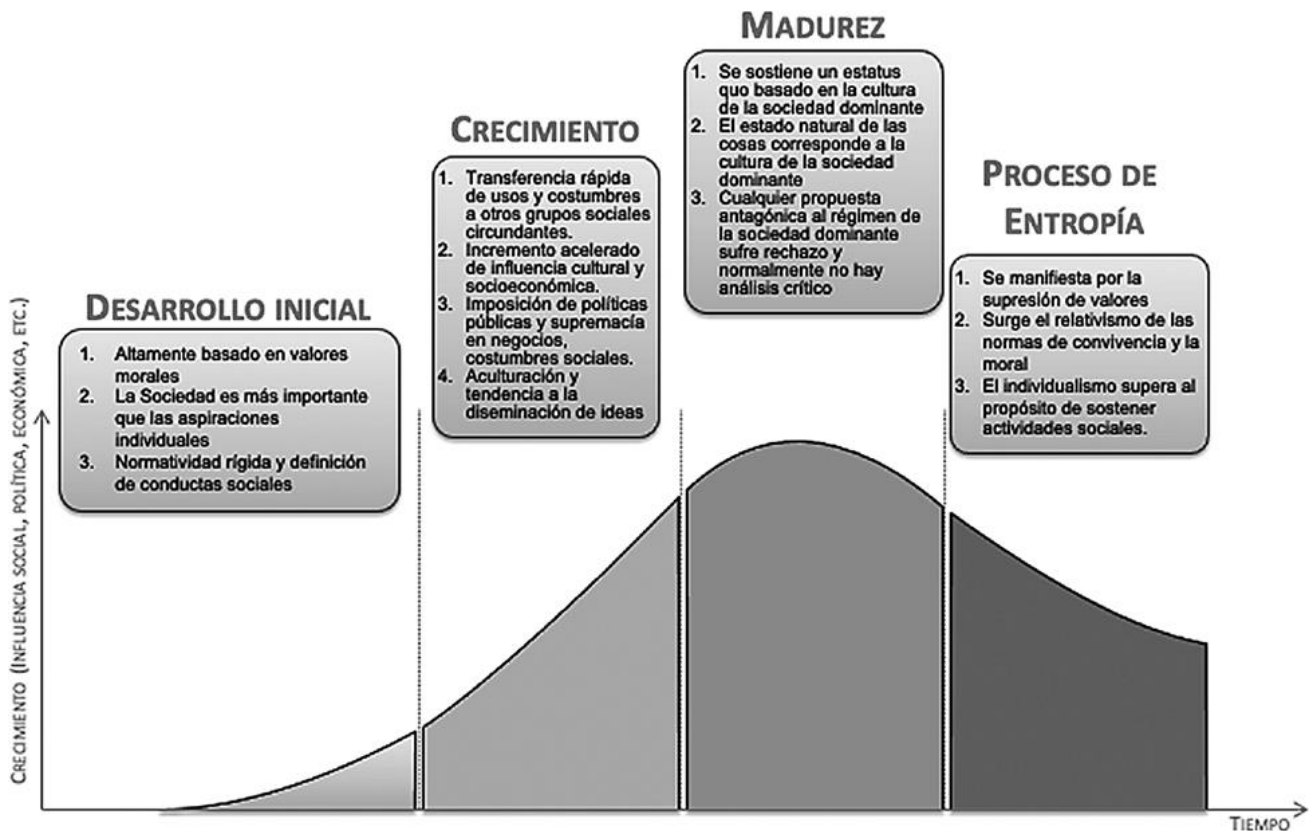 DESARROLLO INICIAL
1. Altamente basado en valores
morales
2. La Sociedad es más importante
que las aspiraciones
individuales
3. Normatividad rígida y definición
de conductas sociales
CRECIMIENTO
1. Transferencia rápida
de usos y costumbres
a otros grupos sociales
circundantes.
2. Incremento acelerado
de influencia cultural y
socioeconómica.
3. Imposición de políticas
públicas y supremacía
en negocios,
costumbres sociales.
4. Aculturación y
tendencia a la
diseminación de ideas
MADUREZ
1. Se sostiene un estatus
quo basado en la cultura
de la sociedad dominante
2. El estado natural de las
cosas corresponde a la
cultura de la sociedad
dominante
3. Cualquier propuesta
antagónica al régimen de
la sociedad dominante
sufre rechazo y
normalmente no hay
análisis crítico
PROCESO DE
ENTROPÍA
1. Se manifiesta por la
supresión de valores
2. Surge el relativismo de las
normas de convivencia y la
moral
3. El individualismo supera al
propósito de sostener
actividades sociales.
CRECIMIENTO (INFLUENCIA SOCIAL, POLÍTICA, ECONÓMICA, ETC.)
TIEMPO